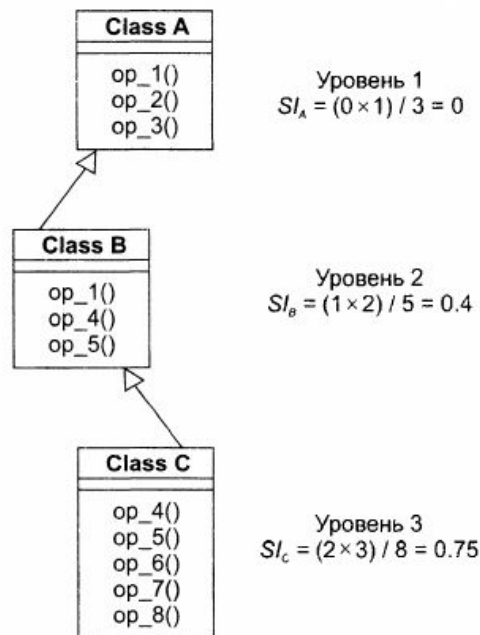 Class A
op_1()
op_2()
op_3()
Уровень 1
SI_A = (0 × 1) / 3 = 0
Class B
op_1()
op_4()
op_5()
Уровень 2
SI_B = (1 × 2) / 5 = 0.4
Class C
op_4()
op_5()
op_6()
op_7()
op_8()
Уровень 3
SI_C = (2 × 3) / 8 = 0.75